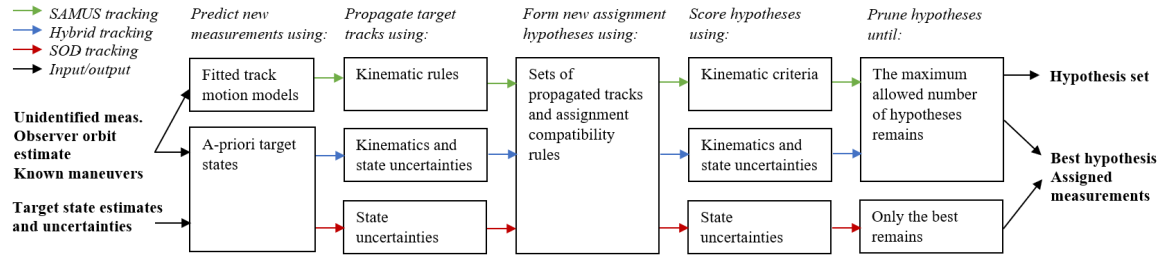 SAMUS tracking
Hybrid tracking
SOD tracking
Input/output
Unidentified meas.
Observer orbit
estimate
Known maneuvers
Target state estimates
and uncertainties
Predict new
measurements using:
Fitted track
motion models
A-priori target
states
Propagate target
tracks using:
Kinematic rules
Kinematics and
state uncertainties
State
uncertainties
Form new assignment
hypotheses using:
Sets of
propagated tracks
and assignment
compatibility
rules
Score hypotheses
using:
Kinematic criteria
Kinematics and
state uncertainties
State
uncertainties
Prune hypotheses
until:
The maximum
allowed number
of hypotheses
remains
Only the best
remains
Hypothesis set
Best hypothesis
Assigned
measurements